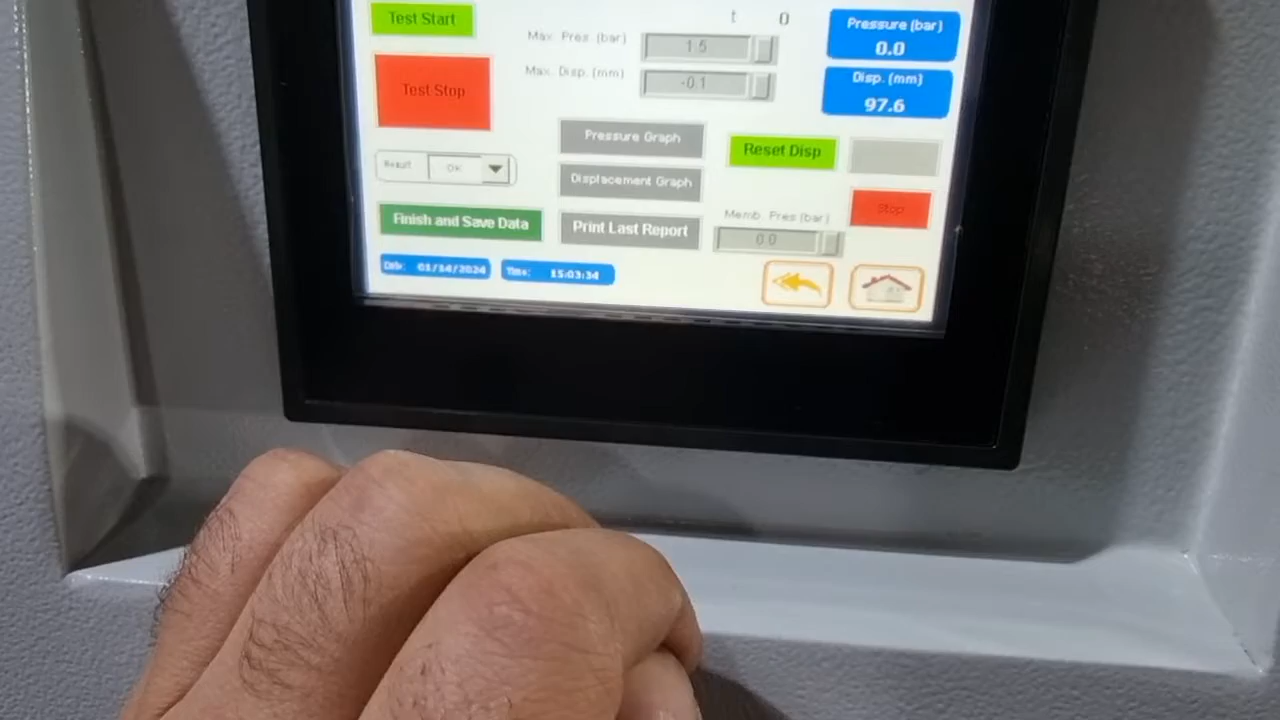 Test Start
t 0
Pressure (bar)
0.0
Max. Pres. (bar) 1.5
Max. Disp. (mm) -0.1
Disp. (mm)
97.6
Test Stop
Pressure Graph
Reset Disp
Result OK
Displacement Graph
Stop
Finish and Save Data
Print Last Report
Memb. Pres (bar)
0.0
Date: 01/14/2024
Time: 15:03:34